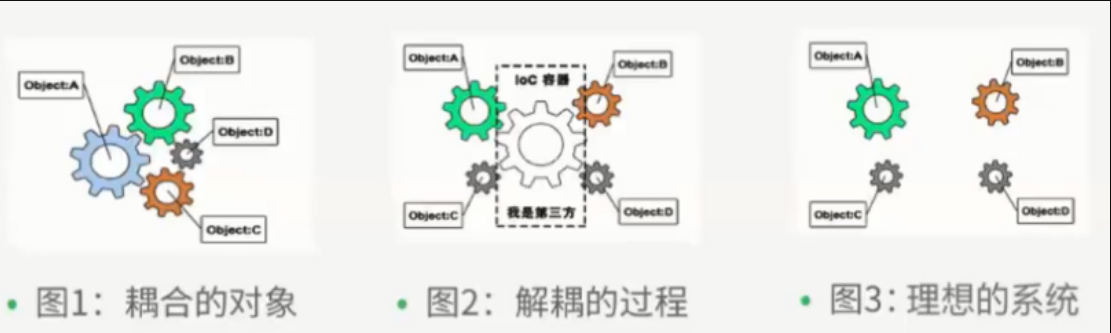 Object:A
Object:B
Object:D
Object:C
• 图1：耦合的对象
Object:A
IoC 容器
Object:B
Object:C
我是第三方
Object:D
• 图2：解耦的过程
Object:A
Object:B
Object:C
Object:D
• 图3：理想的系统